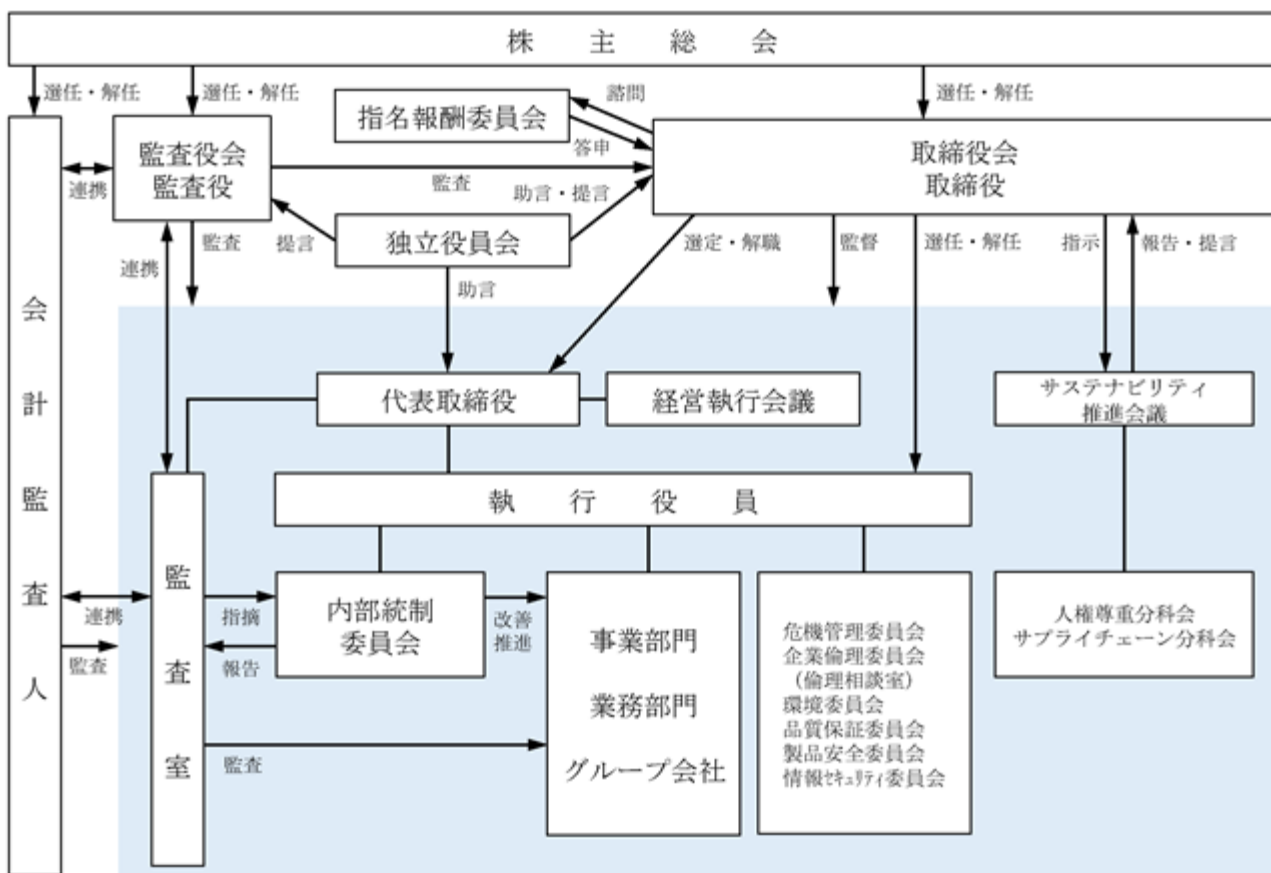 株主総会
選任・解任
選任・解任
諮問
選任・解任
指名報酬委員会
答申
監査役会
監査役
連携
監査
取締役会
取締役
助言・提言
独立役員会
提言
監査
連携
助言
選定・解職
監督
選任・解任
指示
報告・提言
会計監査人
代表取締役
経営執行会議
サステナビリティ
推進会議
執行役員
監査室
連携
監査
指摘
報告
内部統制
委員会
改善
推進
監査
事業部門
業務部門
グループ会社
危機管理委員会
企業倫理委員会
（倫理相談室）
環境委員会
品質保証委員会
製品安全委員会
情報ｾｷｭﾘﾃｨ委員会
人権尊重分科会
サプライチェーン分科会